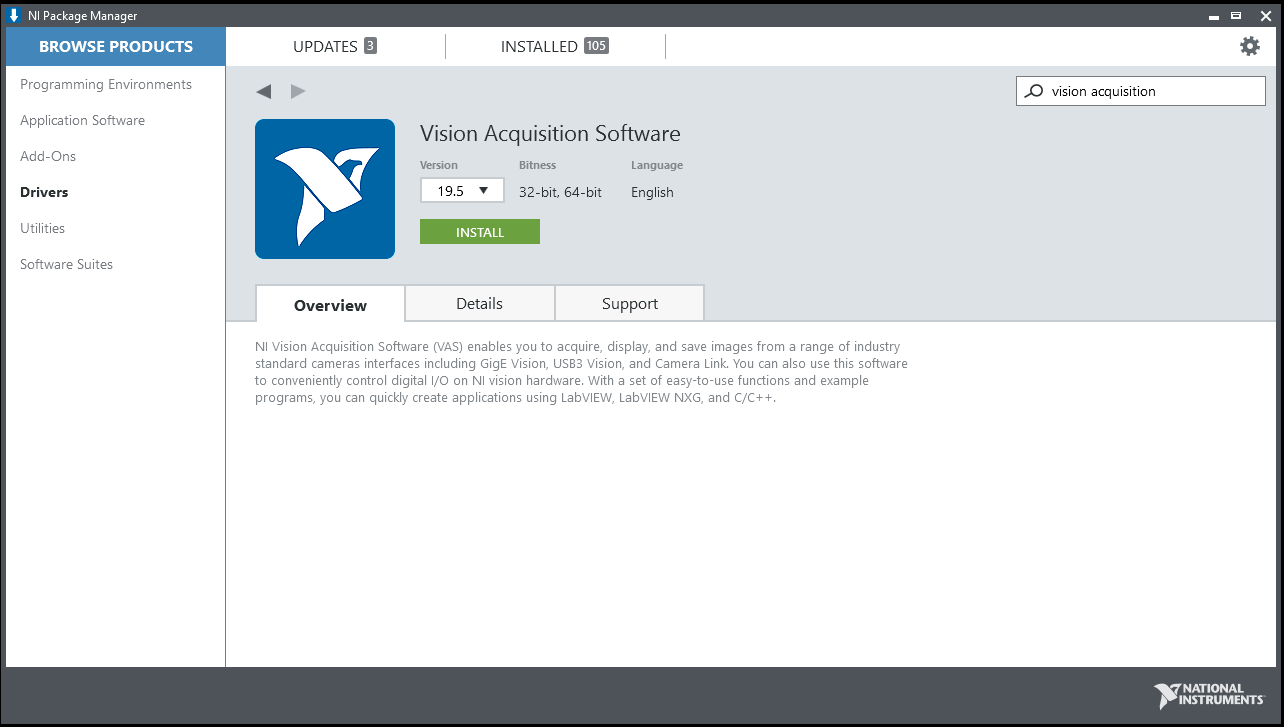 NI Package Manager
BROWSE PRODUCTS
UPDATES 3
INSTALLED 105
Programming Environments
Application Software
Add-Ons
Drivers
Utilities
Software Suites
vision acquisition
Vision Acquisition Software
Version Bitness Language
19.5 32-bit, 64-bit English
INSTALL
Overview Details Support
NI Vision Acquisition Software (VAS) enables you to acquire, display, and save images from a range of industry
standard cameras interfaces including GigE Vision, USB3 Vision, and Camera Link. You can also use this software
to conveniently control digital I/O on NI vision hardware. With a set of easy-to-use functions and example
programs, you can quickly create applications using LabVIEW, LabVIEW NXG, and C/C++.
NATIONAL
INSTRUMENTS